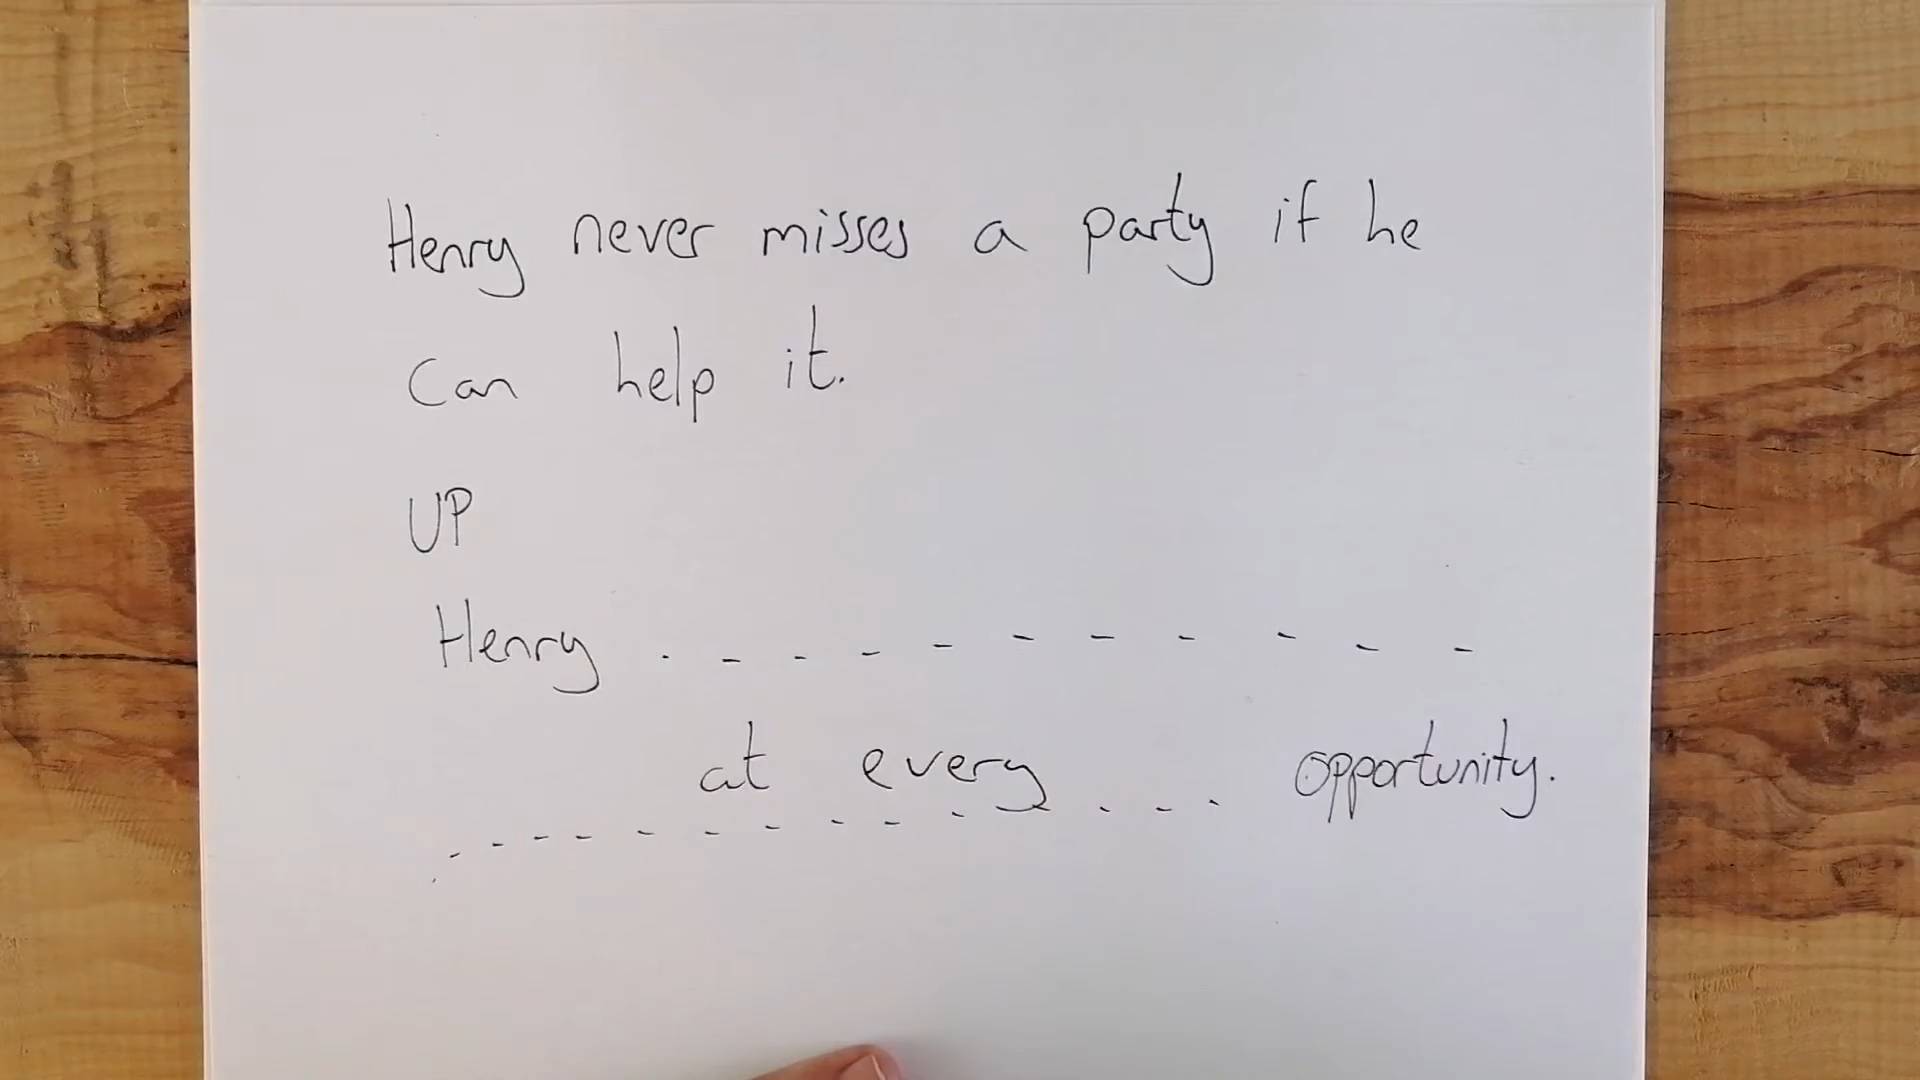 Henry never misses a party if he
can help it.
UP
Henry . - - - - - - - - - -
at every opportunity.